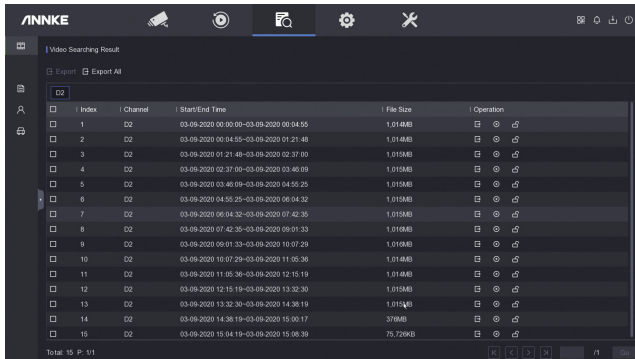 ANNKE
Video Searching Result
Export Export All
D2
Index Channel Start/End Time File Size Operation
1 D2 03-09-2020 00:00:00~03-09-2020 00:04:55 1,014MB
2 D2 03-09-2020 00:04:55~03-09-2020 01:21:48 1,014MB
3 D2 03-09-2020 01:21:48~03-09-2020 02:37:00 1,015MB
4 D2 03-09-2020 02:37:00~03-09-2020 03:46:09 1,015MB
5 D2 03-09-2020 03:46:09~03-09-2020 04:55:25 1,015MB
6 D2 03-09-2020 04:55:25~03-09-2020 06:04:32 1,015MB
7 D2 03-09-2020 06:04:32~03-09-2020 07:42:35 1,015MB
8 D2 03-09-2020 07:42:35~03-09-2020 09:01:33 1,016MB
9 D2 03-09-2020 09:01:33~03-09-2020 10:07:29 1,016MB
10 D2 03-09-2020 10:07:29~03-09-2020 11:05:36 1,014MB
11 D2 03-09-2020 11:05:36~03-09-2020 12:15:19 1,014MB
12 D2 03-09-2020 12:15:19~03-09-2020 13:32:30 1,015MB
13 D2 03-09-2020 13:32:30~03-09-2020 14:38:19 1,015MB
14 D2 03-09-2020 14:38:19~03-09-2020 15:00:17 376MB
15 D2 03-09-2020 15:04:19~03-09-2020 15:08:39 75,726KB
Total: 15 P: 1/1 /1 Go